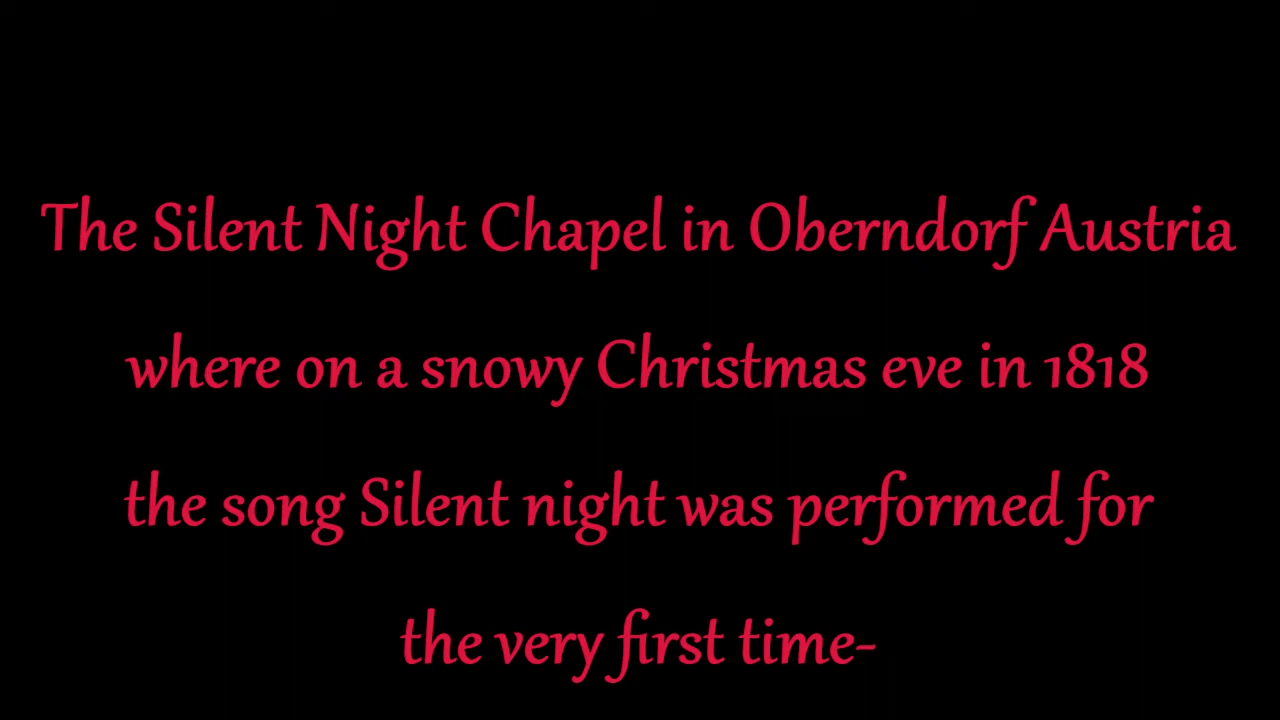 The Silent Night Chapel in Oberndorf Austria
where on a snowy Christmas eve in 1818
the song Silent night was performed for
the very first time-